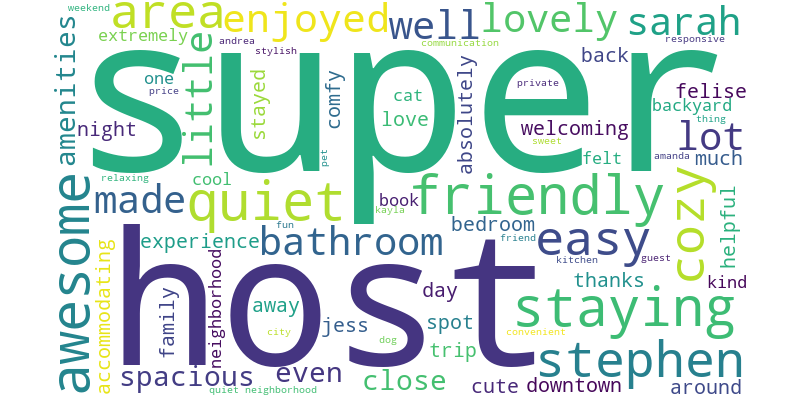 weekend
area
enjoyed
well
lovely
sarah
extremely
andrea
communication
responsive
stylish
back
amenities
little
super
one
price
stayed
comfy
cat
love
absolutely
private
felise
backyard
thing
night
welcoming
lot
sweet
felt
amanda
much
pet
relaxing
cool
awesome
made
quiet
book
kayla
friendly
cozy
helpful
fun
experience
bathroom
bedroom
friend
easy
kitchen
guest
accommodating
neighborhood
host
day
thanks
kind
family
away
jess
spot
staying
city
dog
convenient
trip
stephen
spacious
even
close
cute
downtown
around
quiet neighborhood